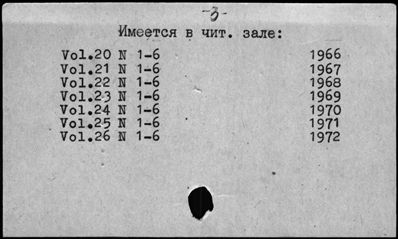 -3-
Имеется в чит. зале:
Vol.20 N 1-6 1966
Vol.21 N 1-6 1967
Vol.22 N 1-6 1968
Vol.23 N 1-6 1969
Vol.24 N 1-6 1970
Vol.25 N 1-6 1971
Vol.26 N 1-6 1972